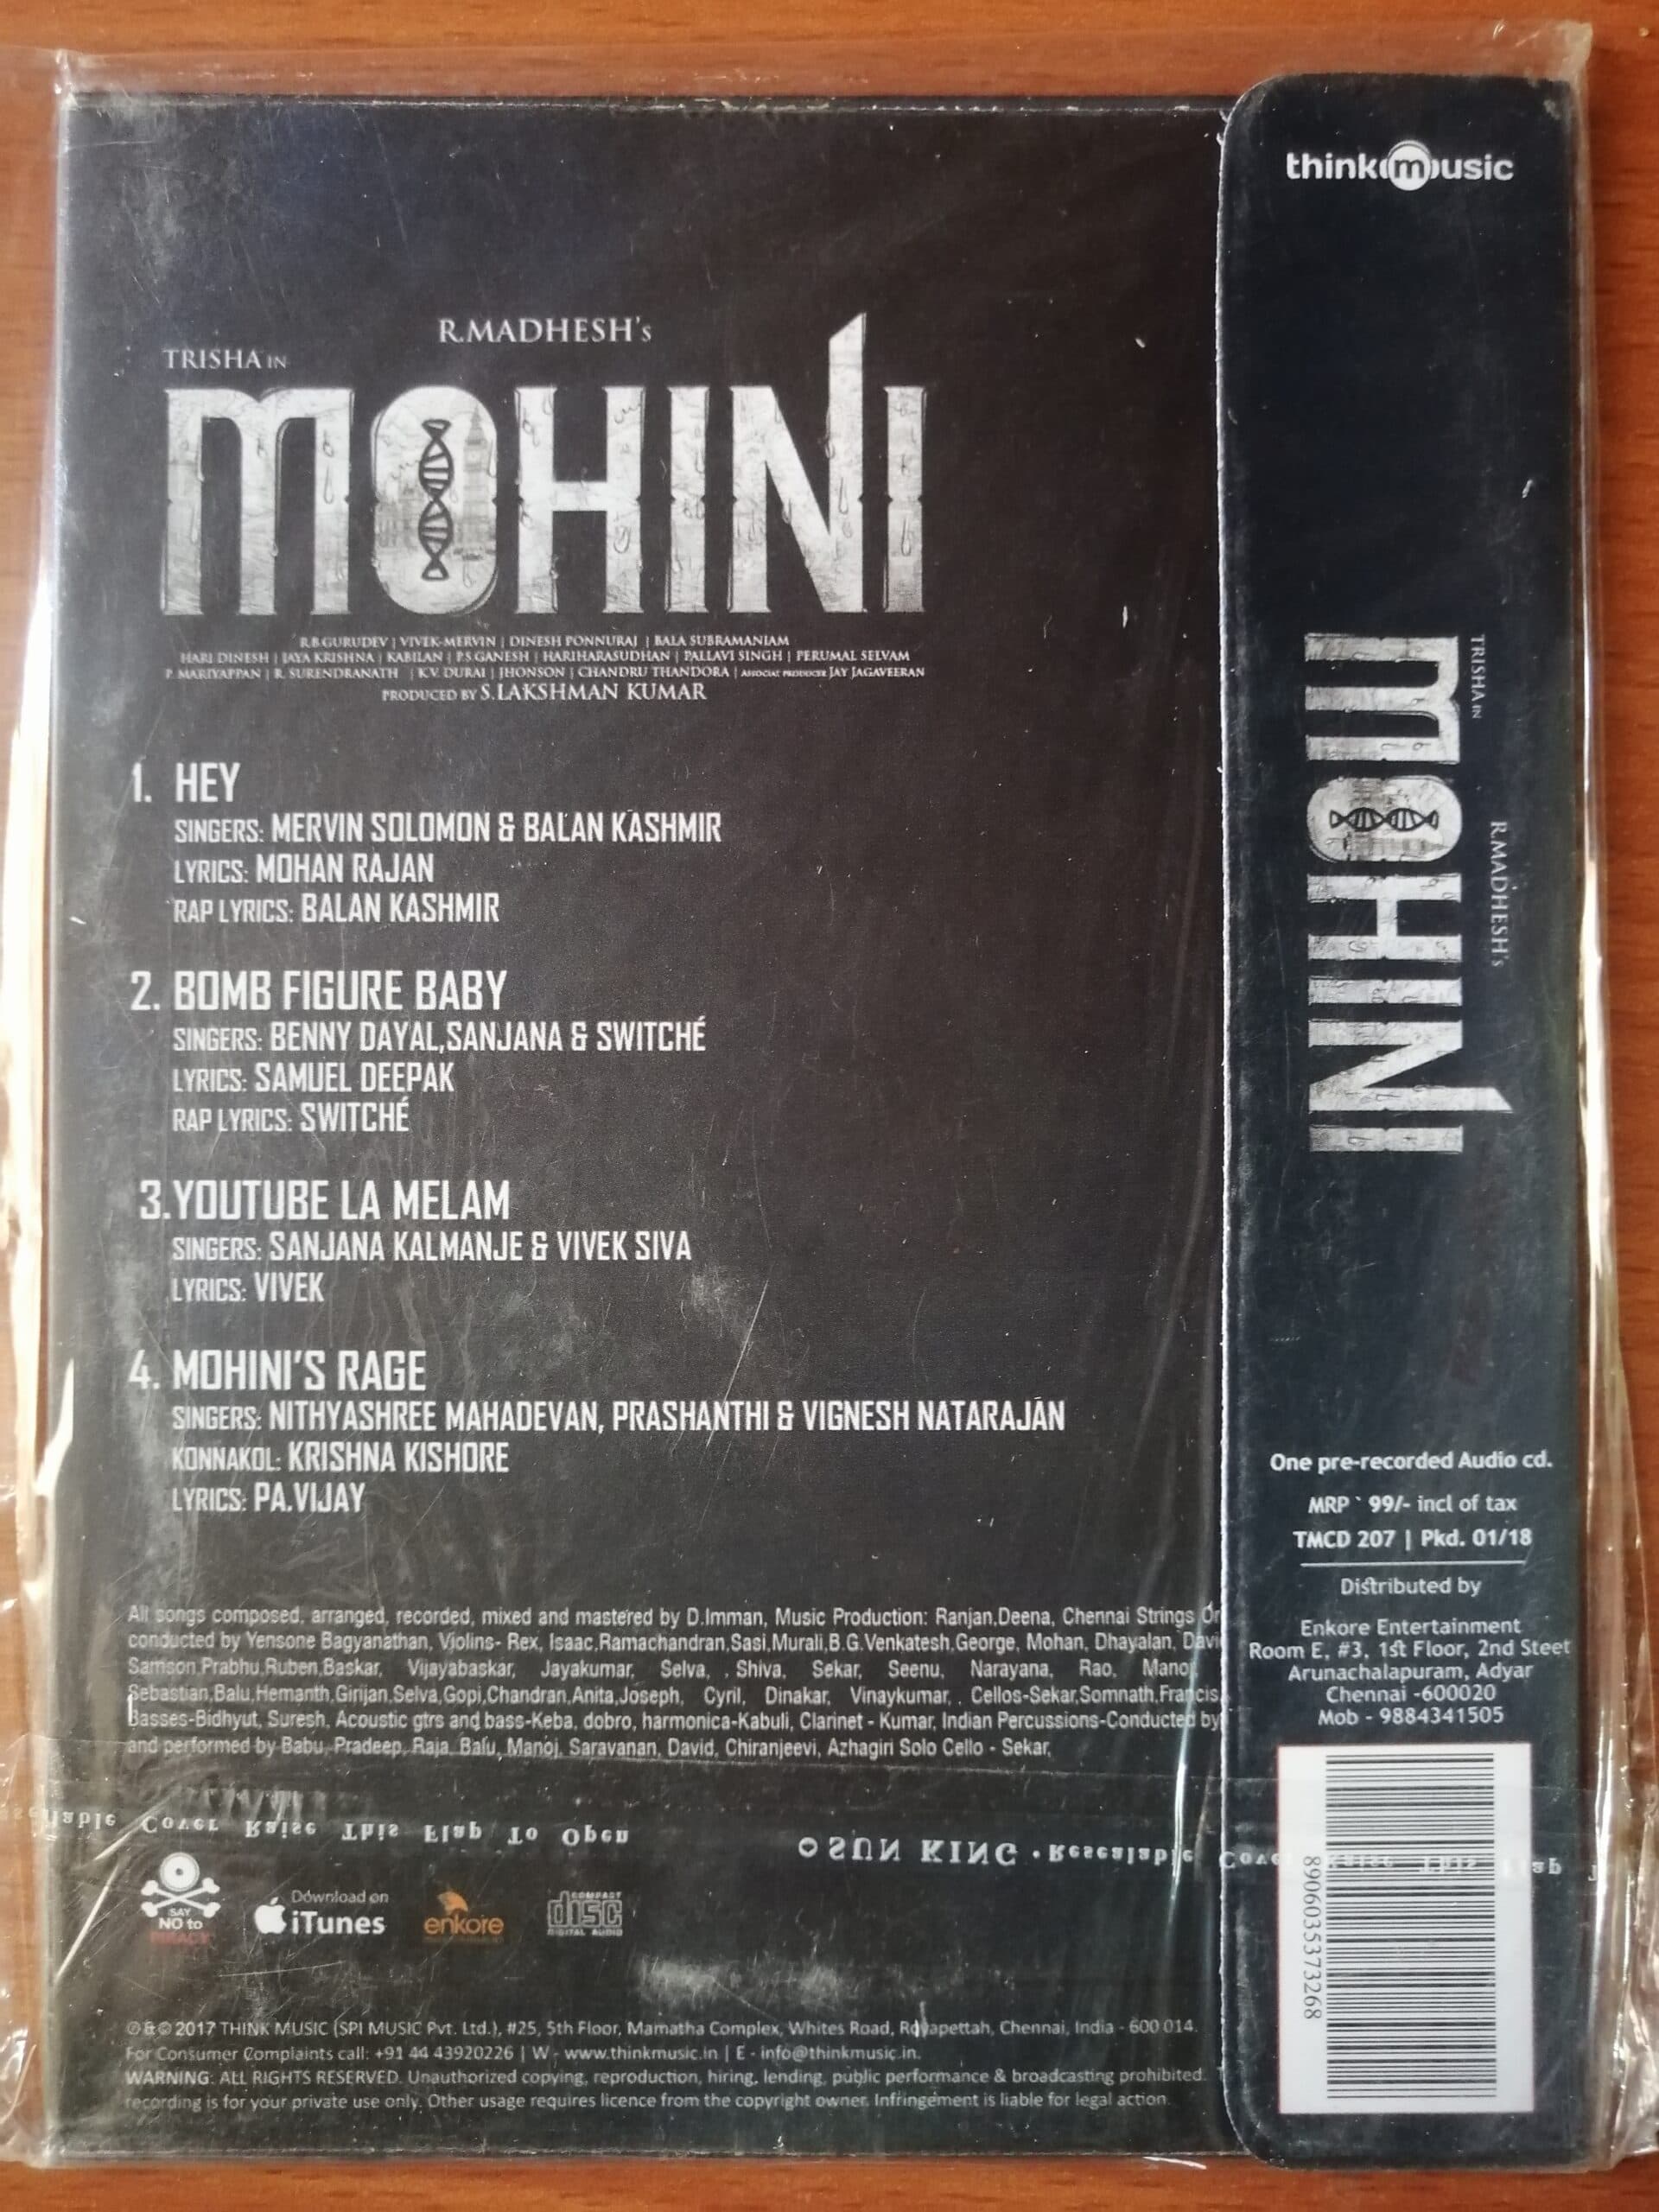 R.MADHESH's
TRISHA IN
MOHINI
R.B.GURUDEV | VIVEK-MERVIN | DINESH PONNURAJ | BALA SUBRAMANIAM
HARI DINESH | JAYA KRISHNA | KABILAN | P.S.GANESH | HARIHARASUDHAN | PALLAVI SINGH | PERUMAL SELVAM
P. MARIYAPPAN | R. SURENDRANATH | K.V. DURAI | JHONSON | CHANDRU THANDORA | ASSOCIAT PRODUCER JAY JAGAVEERAN
PRODUCED BY S.LAKSHMAN KUMAR
1. HEY
SINGERS: MERVIN SOLOMON & BALAN KASHMIR
LYRICS: MOHAN RAJAN
RAP LYRICS: BALAN KASHMIR
2. BOMB FIGURE BABY
SINGERS: BENNY DAYAL,SANJANA & SWITCHÉ
LYRICS: SAMUEL DEEPAK
RAP LYRICS: SWITCHÉ
3.YOUTUBE LA MELAM
SINGERS: SANJANA KALMANJE & VIVEK SIVA
LYRICS: VIVEK
4. MOHINI'S RAGE
SINGERS: NITHYASHREE MAHADEVAN, PRASHANTHI & VIGNESH NATARAJAN
KONNAKOL: KRISHNA KISHORE
LYRICS: PA.VIJAY
All songs composed, arranged, recorded, mixed and mastered by D.Imman, Music Production: Ranjan,Deena, Chennai Strings Or
conducted by Yensone Bagyanathan, Violins- Rex, Isaac,Ramachandran,Sasi,Murali,B.G.Venkatesh,George, Mohan, Dhayalan, Davi
Samson,Prabhu,Ruben,Baskar, Vijayabaskar, Jayakumar, Selva, , Shiva, Sekar, Seenu, Narayana, Rao, Manoj,
Sebastian,Balu,Hemanth,Girijan,Selva,Gopi,Chandran,Anita,Joseph, Cyril, Dinakar, Vinaykumar, , Cellos-Sekar,Somnath,Francis,
Basses-Bidhyut, Suresh, Acoustic gtrs and bass-Keba, dobro, harmonica-Kabuli, Clarinet - Kumar, Indian Percussions-Conducted by
and performed by Babu, Pradeep, Raja, Balu, Manoj, Saravanan, David, Chiranjeevi, Azhagiri Solo Cello - Sekar,
Cover Raise This Flap To Open
SUN KING • Resealable Cover Raise This Flap
SAY
NO to
PIRACY
Download on
iTunes
enkore
COMPACT
disc
DIGITAL AUDIO
℗ & © 2017 THINK MUSIC (SPI MUSIC Pvt. Ltd.), #25, 5th Floor, Mamatha Complex, Whites Road, Royapettah, Chennai, India - 600 014.
For Consumer Complaints call: +91 44 43920226 | W - www.thinkmusic.in | E - info@thinkmusic.in.
WARNING: ALL RIGHTS RESERVED. Unauthorized copying, reproduction, hiring, lending, public performance & broadcasting prohibited.
recording is for your private use only. Other usage requires licence from the copyright owner. Infringement is liable for legal action.
thinkmusic
R.MADHESH's
TRISHA IN
MOHINI
One pre-recorded Audio cd.
MRP ` 99/- incl of tax
TMCD 207 | Pkd. 01/18
Distributed by
Enkore Entertainment
Room E, #3, 1st Floor, 2nd Steet
Arunachalapuram, Adyar
Chennai -600020
Mob - 9884341505
8906035373268